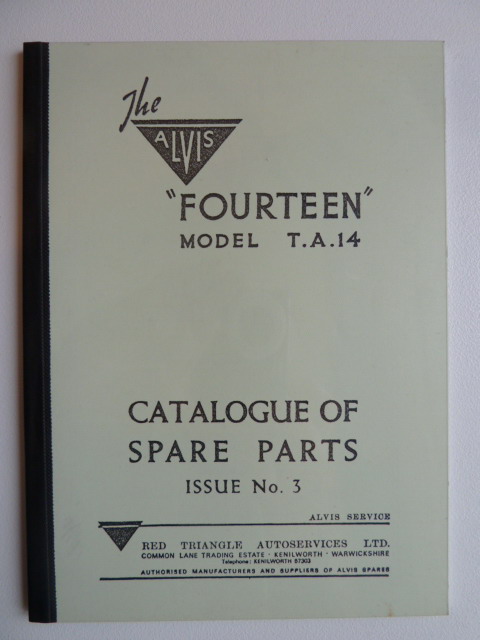 The
ALVIS
"FOURTEEN"
MODEL T.A.14
CATALOGUE OF
SPARE PARTS
ISSUE No. 3
ALVIS SERVICE
RED TRIANGLE AUTOSERVICES LTD.
COMMON LANE TRADING ESTATE · KENILWORTH · WARWICKSHIRE
Telephone: KENILWORTH 57303
AUTHORISED MANUFACTURERS AND SUPPLIERS OF ALVIS SPARES